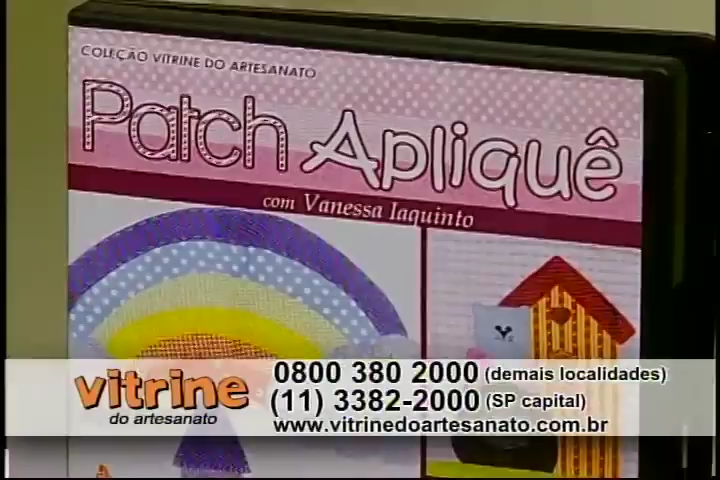 COLEÇÃO VITRINE DO ARTESANATO
Patch Apliquê
com Vanessa Iaquinto
vitrine
do artesanato
0800 380 2000 (demais localidades)
(11) 3382-2000 (SP capital)
www.vitrinedoartesanato.com.br